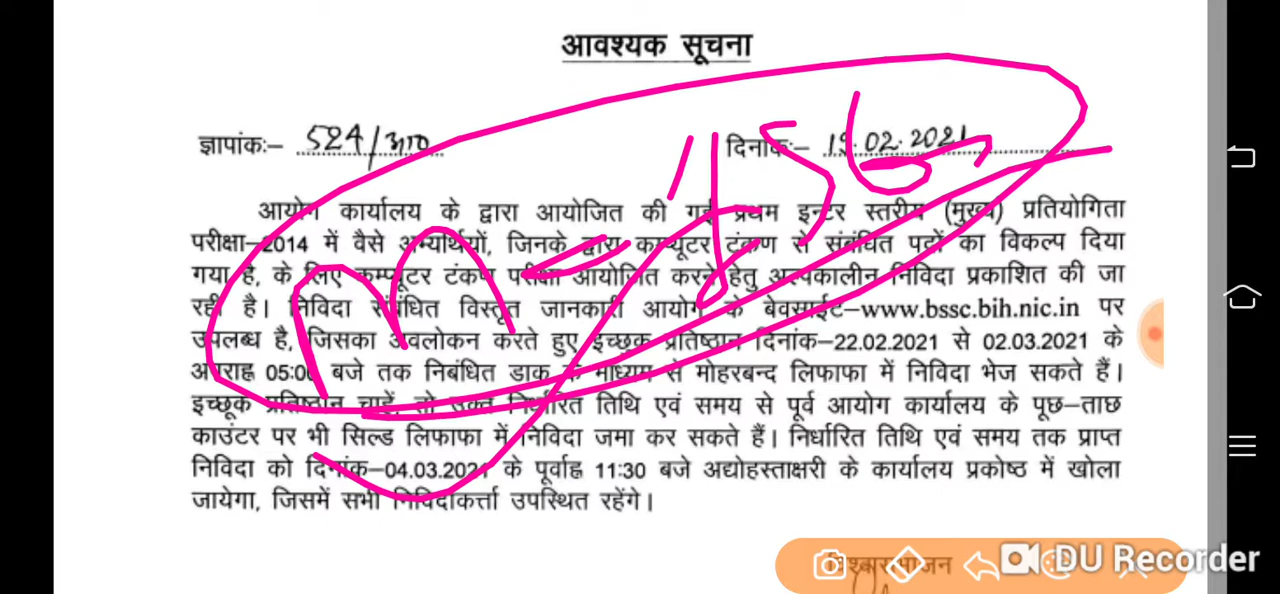 आवश्यक सूचना
ज्ञापांकः- 524/अा० दिनांकः- 19.02.2021
आयोग कार्यालय के द्वारा आयोजित की गई प्रथम इन्टर स्तरीय (मुख्य) प्रतियोगिता
परीक्षा-2014 में वैसे अभ्यर्थियों, जिनके द्वारा कम्प्यूटर टंकण से संबंधित पदों का विकल्प दिया
गया है, के लिए कम्प्यूटर टंकण परीक्षा आयोजित करने हेतु अल्पकालीन निविदा प्रकाशित की जा
रही है। निविदा संबंधित विस्तृत जानकारी आयोग के बेवसाईट-www.bssc.bih.nic.in पर
उपलब्ध है, जिसका अवलोकन करते हुए इच्छुक प्रतिष्ठान दिनांक-22.02.2021 से 02.03.2021 के
अपराह्न 05:00 बजे तक निबंधित डाक के माध्यम से मोहरबन्द लिफाफा में निविदा भेज सकते हैं।
इच्छूक प्रतिष्ठान चाहें, तो उक्त निर्धारित तिथि एवं समय से पूर्व आयोग कार्यालय के पूछ-ताछ
काउंटर पर भी सिल्ड लिफाफा में निविदा जमा कर सकते हैं। निर्धारित तिथि एवं समय तक प्राप्त
निविदा को दिनांक-04.03.2021 के पूर्वाह्न 11:30 बजे अद्योहस्ताक्षरी के कार्यालय प्रकोष्ठ में खोला
जायेगा, जिसमें सभी निविदाकर्त्ता उपस्थित रहेंगे।
DU Recorder